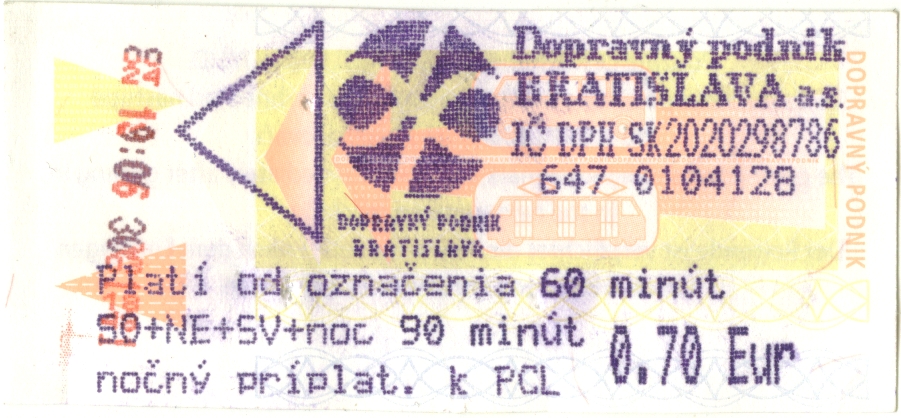 Dopravný podnik
BRATISLAVA a.s.
IČ DPH SK2020298786
647 0104128
DOPRAVNÝ PODNIK
BRATISLAVA
Platí od označenia 60 minút
SO+NE+SV+noc 90 minút
0.70 Eur
nočný príplat. k PCL
DOPRAVNÝ PODNIK
19:06 30